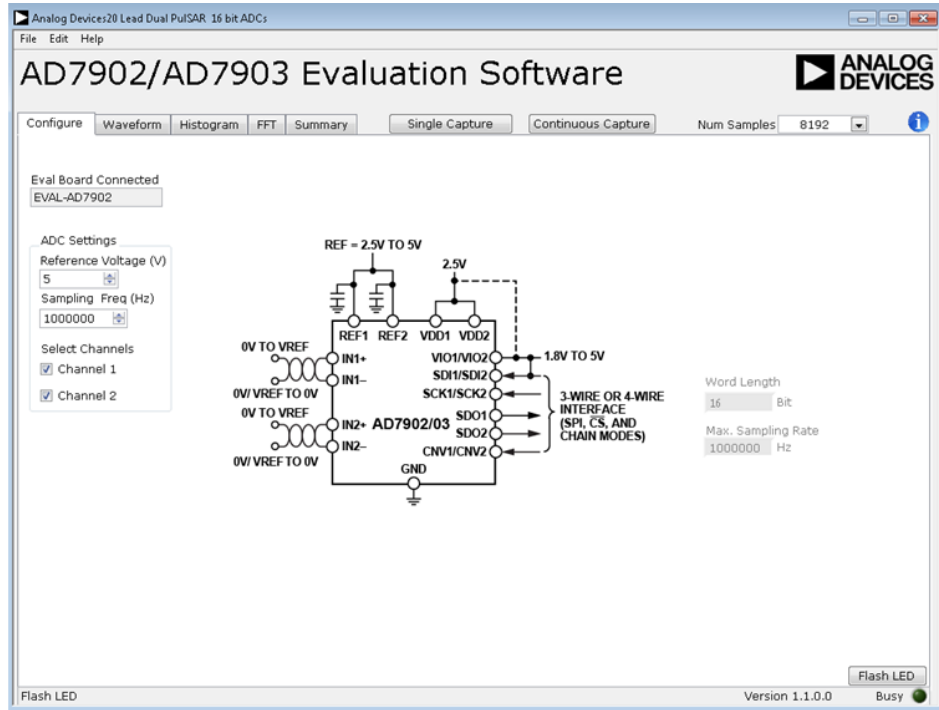 Analog Devices20 Lead Dual PulSAR 16 bit ADCs
File Edit Help
AD7902/AD7903 Evaluation Software
ANALOG
DEVICES
Configure Waveform Histogram FFT Summary Single Capture Continuous Capture Num Samples 8192
i
Eval Board Connected
EVAL-AD7902
ADC Settings
Reference Voltage (V)
5
Sampling Freq (Hz)
1000000
Select Channels
Channel 1
Channel 2
REF = 2.5V TO 5V
2.5V
REF1 REF2 VDD1 VDD2
0V TO VREF
IN1+
IN1–
0V/ VREF TO 0V
0V TO VREF
IN2+
IN2–
0V/ VREF TO 0V
AD7902/03
VIO1/VIO2
SDI1/SDI2
SCK1/SCK2
SDO1
SDO2
CNV1/CNV2
GND
1.8V TO 5V
3-WIRE OR 4-WIRE
INTERFACE
(SPI, CS, AND
CHAIN MODES)
Word Length
16 Bit
Max. Sampling Rate
1000000 Hz
Flash LED
Flash LED Version 1.1.0.0 Busy